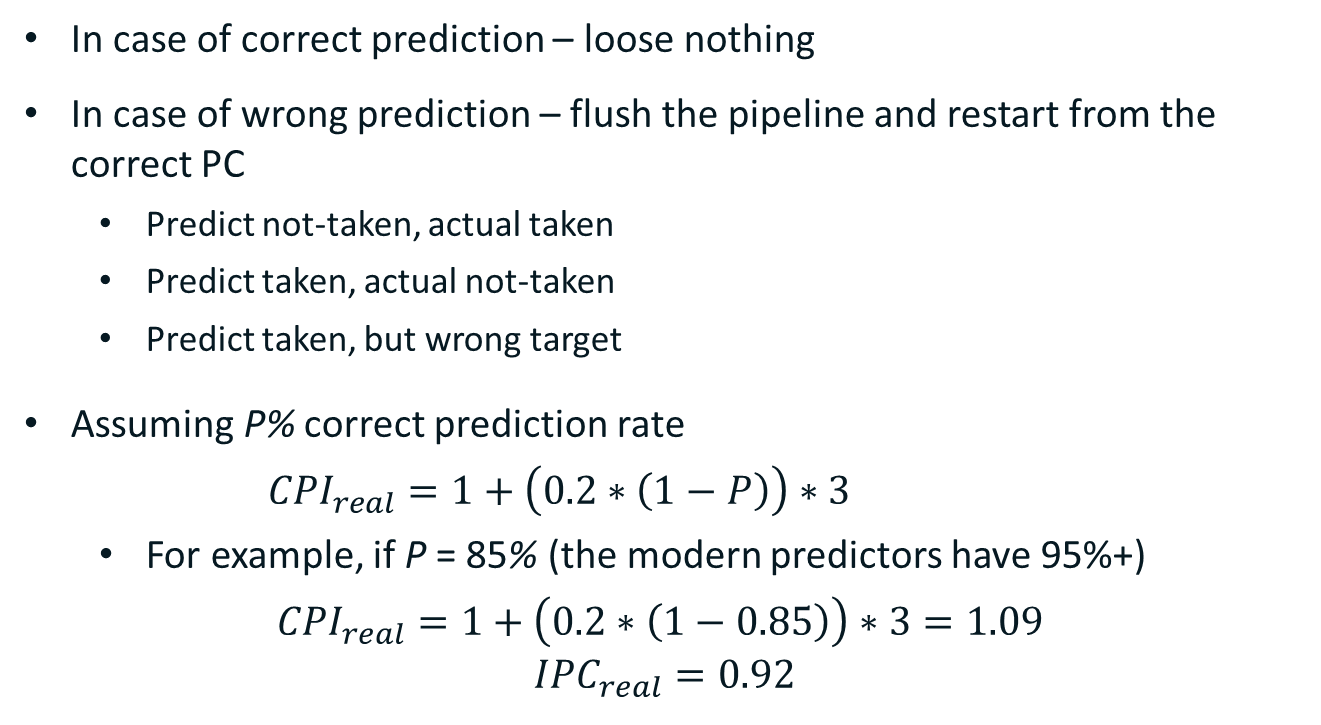 • In case of correct prediction – loose nothing
• In case of wrong prediction – flush the pipeline and restart from the
correct PC
• Predict not-taken, actual taken
• Predict taken, actual not-taken
• Predict taken, but wrong target
• Assuming P% correct prediction rate
CPI_real = 1 + (0.2 ∗ (1 − P)) ∗ 3
• For example, if P = 85% (the modern predictors have 95%+)
CPI_real = 1 + (0.2 ∗ (1 − 0.85)) ∗ 3 = 1.09
IPC_real = 0.92